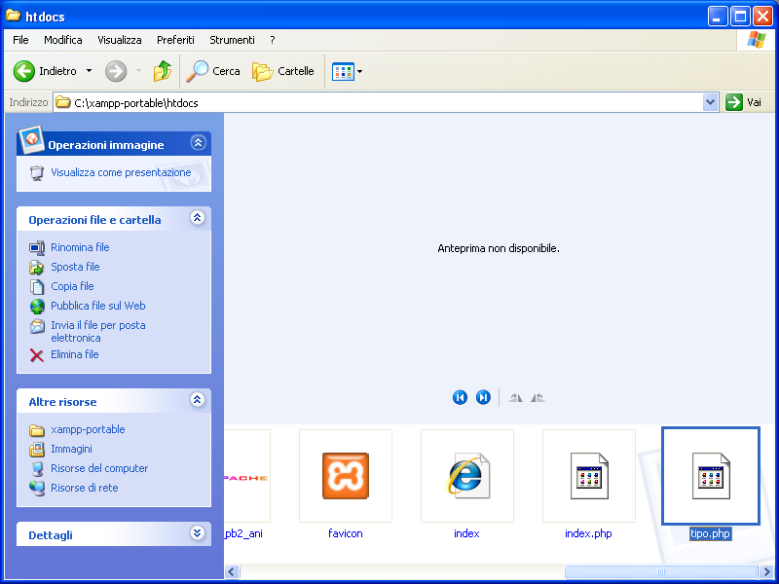 htdocs
File Modifica Visualizza Preferiti Strumenti ?
Indietro Cerca Cartelle
Indirizzo C:\xampp-portable\htdocs Vai
Operazioni immagine
Visualizza come presentazione
Operazioni file e cartella
Rinomina file
Sposta file
Copia file
Pubblica file sul Web
Invia il file per posta
elettronica
Elimina file
Altre risorse
xampp-portable
Immagini
Risorse del computer
Risorse di rete
Dettagli
Anteprima non disponibile.
PACHE
_pb2_ani favicon index index.php tipo.php